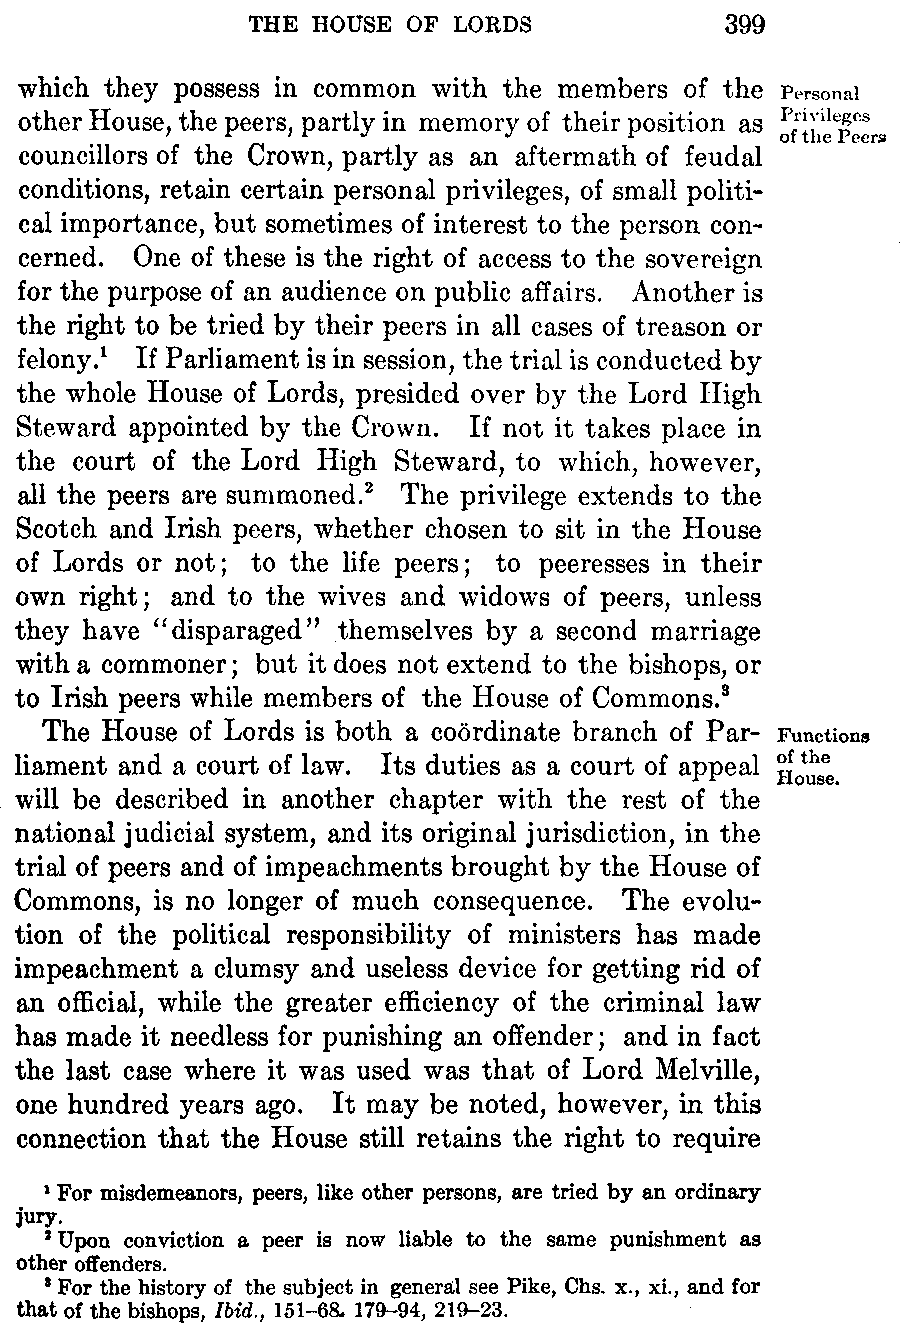 THE HOUSE OF LORDS 399
which they possess in common with the members of the
other House, the peers, partly in memory of their position as
councillors of the Crown, partly as an aftermath of feudal
conditions, retain certain personal privileges, of small politi-
cal importance, but sometimes of interest to the person con-
cerned. One of these is the right of access to the sovereign
for the purpose of an audience on public affairs. Another is
the right to be tried by their peers in all cases of treason or
felony.¹ If Parliament is in session, the trial is conducted by
the whole House of Lords, presided over by the Lord High
Steward appointed by the Crown. If not it takes place in
the court of the Lord High Steward, to which, however,
all the peers are summoned.² The privilege extends to the
Scotch and Irish peers, whether chosen to sit in the House
of Lords or not; to the life peers; to peeresses in their
own right; and to the wives and widows of peers, unless
they have "disparaged" themselves by a second marriage
with a commoner; but it does not extend to the bishops, or
to Irish peers while members of the House of Commons.³
Personal
Privileges
of the Peers
The House of Lords is both a coördinate branch of Par-
liament and a court of law. Its duties as a court of appeal
will be described in another chapter with the rest of the
national judicial system, and its original jurisdiction, in the
trial of peers and of impeachments brought by the House of
Commons, is no longer of much consequence. The evolu-
tion of the political responsibility of ministers has made
impeachment a clumsy and useless device for getting rid of
an official, while the greater efficiency of the criminal law
has made it needless for punishing an offender; and in fact
the last case where it was used was that of Lord Melville,
one hundred years ago. It may be noted, however, in this
connection that the House still retains the right to require
Functions
of the
House.
¹ For misdemeanors, peers, like other persons, are tried by an ordinary
jury.
² Upon conviction a peer is now liable to the same punishment as
other offenders.
³ For the history of the subject in general see Pike, Chs. x., xi., and for
that of the bishops, Ibid., 151–68. 179–94, 219–23.